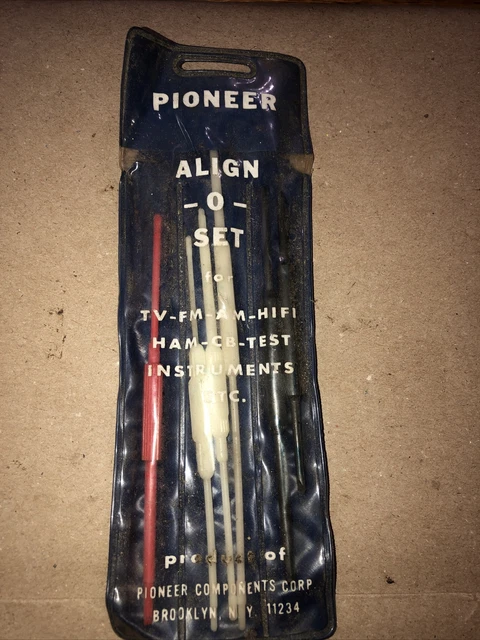 PIONEER
ALIGN
-O-
SET
for
TV-FM-AM-HIFI
HAM-CB-TEST
INSTRUMENTS
ETC.
product of
PIONEER COMPONENTS CORP.
BROOKLYN, N.Y. 11234